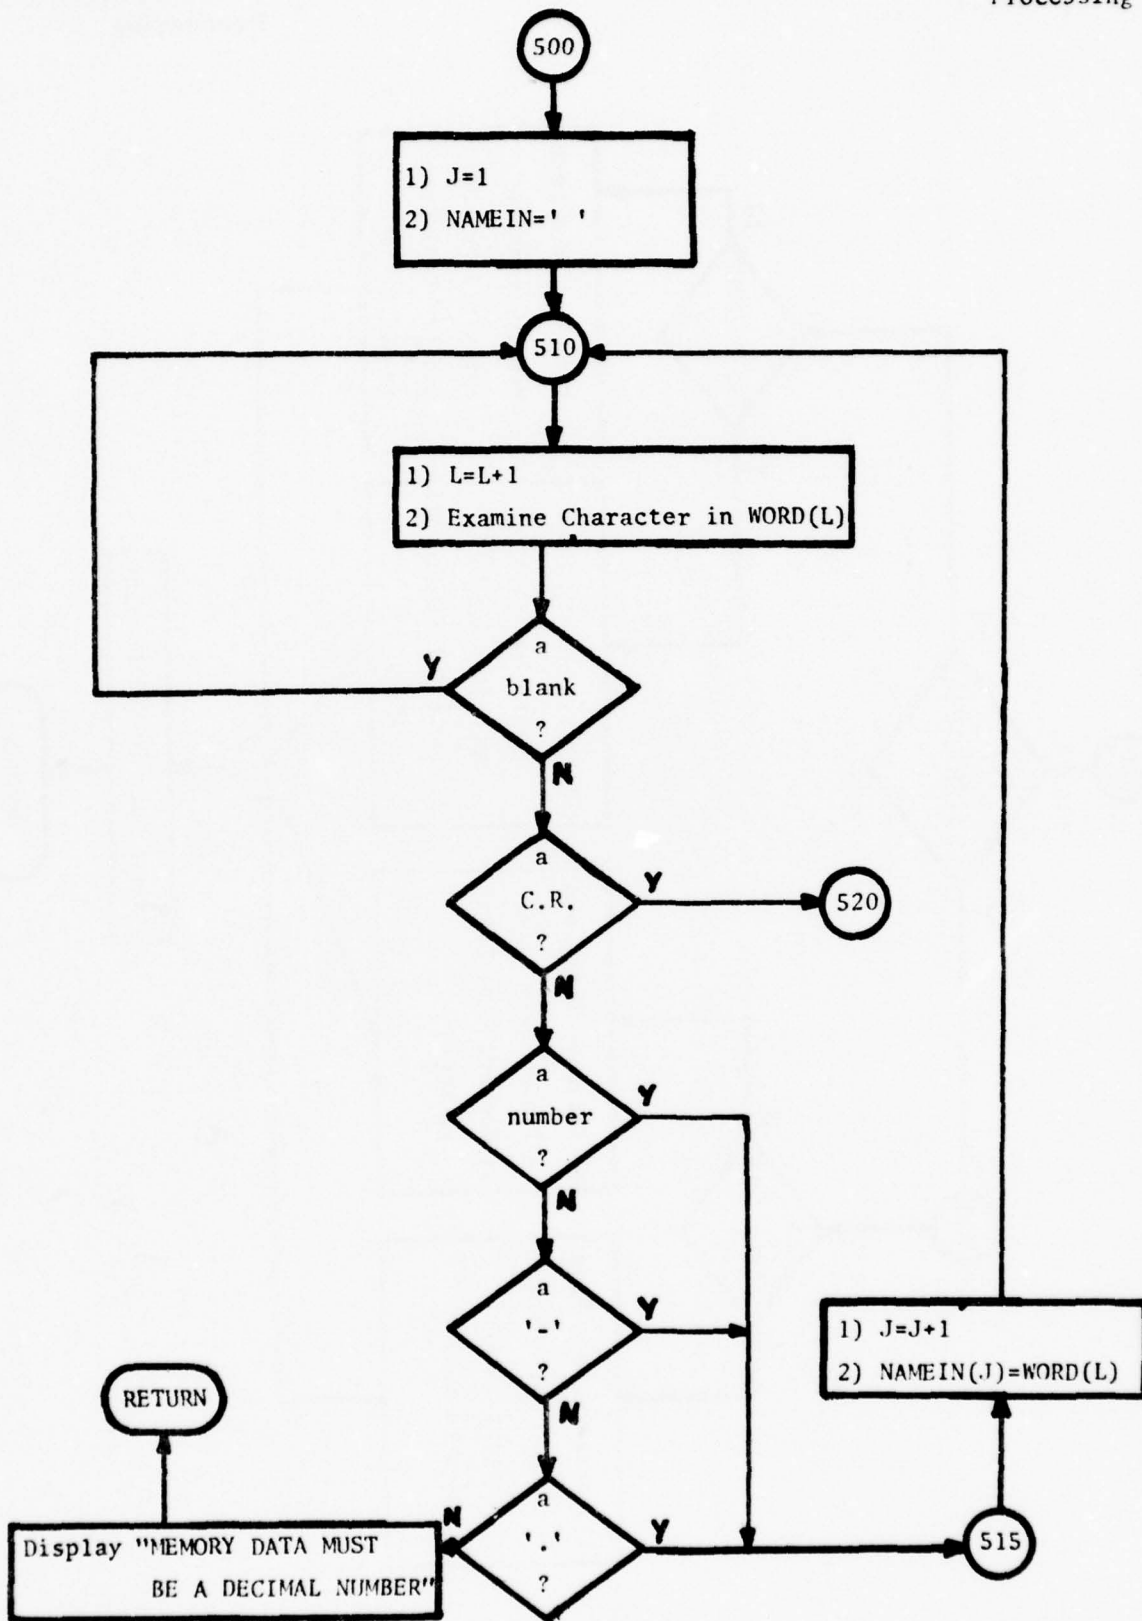 Processing
500
1) J=1
2) NAMEIN=' '
510
1) L=L+1
2) Examine Character in WORD(L)
a
blank
?
Y
N
a
C.R.
?
Y
520
N
a
number
?
Y
N
a
'-'
?
Y
N
1) J=J+1
2) NAMEIN(J)=WORD(L)
RETURN
a
'.'
?
N
Y
515
Display "MEMORY DATA MUST
BE A DECIMAL NUMBER"